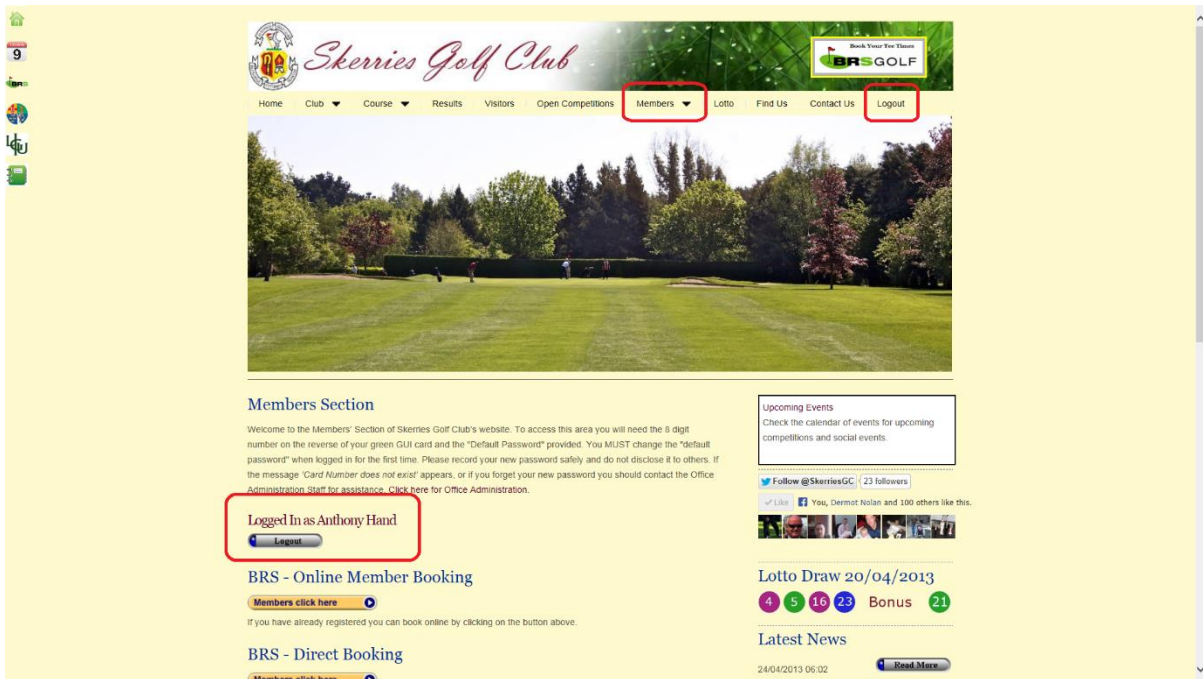 9
BRS
Skerries Golf Club
Book Your Tee Times
BRSGOLF
Home Club Course Results Visitors Open Competitions Members Lotto Find Us Contact Us Logout
Members Section
Welcome to the Members' Section of Skerries Golf Club's website. To access this area you will need the 8 digit
number on the reverse of your green GUI card and the "Default Password" provided. You MUST change the "default
password" when logged in for the first time. Please record your new password safely and do not disclose it to others. If
the message 'Card Number does not exist' appears, or if you forget your new password you should contact the Office
Administration Staff for assistance. Click here for Office Administration.
Logged In as Anthony Hand
Logout
BRS - Online Member Booking
Members click here
If you have already registered you can book online by clicking on the button above.
BRS - Direct Booking
Members click here
Upcoming Events
Check the calendar of events for upcoming
competitions and social events.
Follow @SkerriesGC 23 followers
Like You, Dermot Nolan and 100 others like this.
Lotto Draw 20/04/2013
4 5 16 23 Bonus 21
Latest News
24/04/2013 06:02 Read More